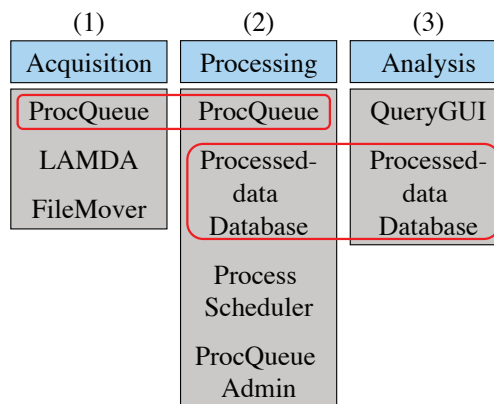 (1)
(2)
(3)
Acquisition
Processing
Analysis
ProcQueue
LAMDA
FileMover
ProcQueue
Processed-
data
Database
Process
Scheduler
ProcQueue
Admin
QueryGUI
Processed-
data
Database